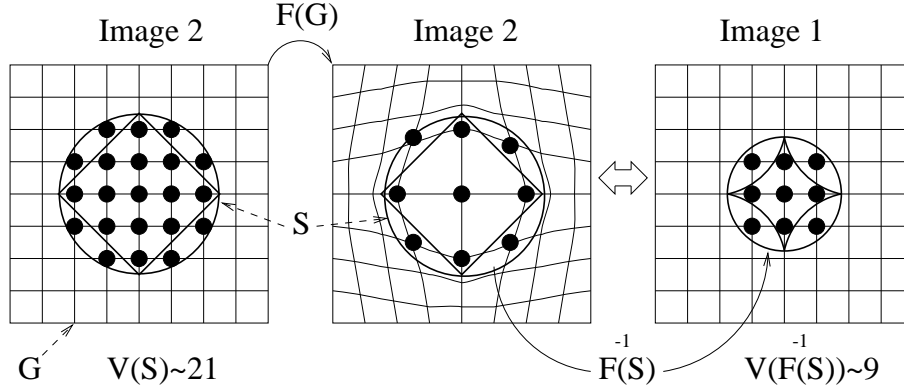 F(G)
Image 2
Image 2
Image 1
S
G
V(S)~21
F(S)
-1
V(F(S))~9
-1